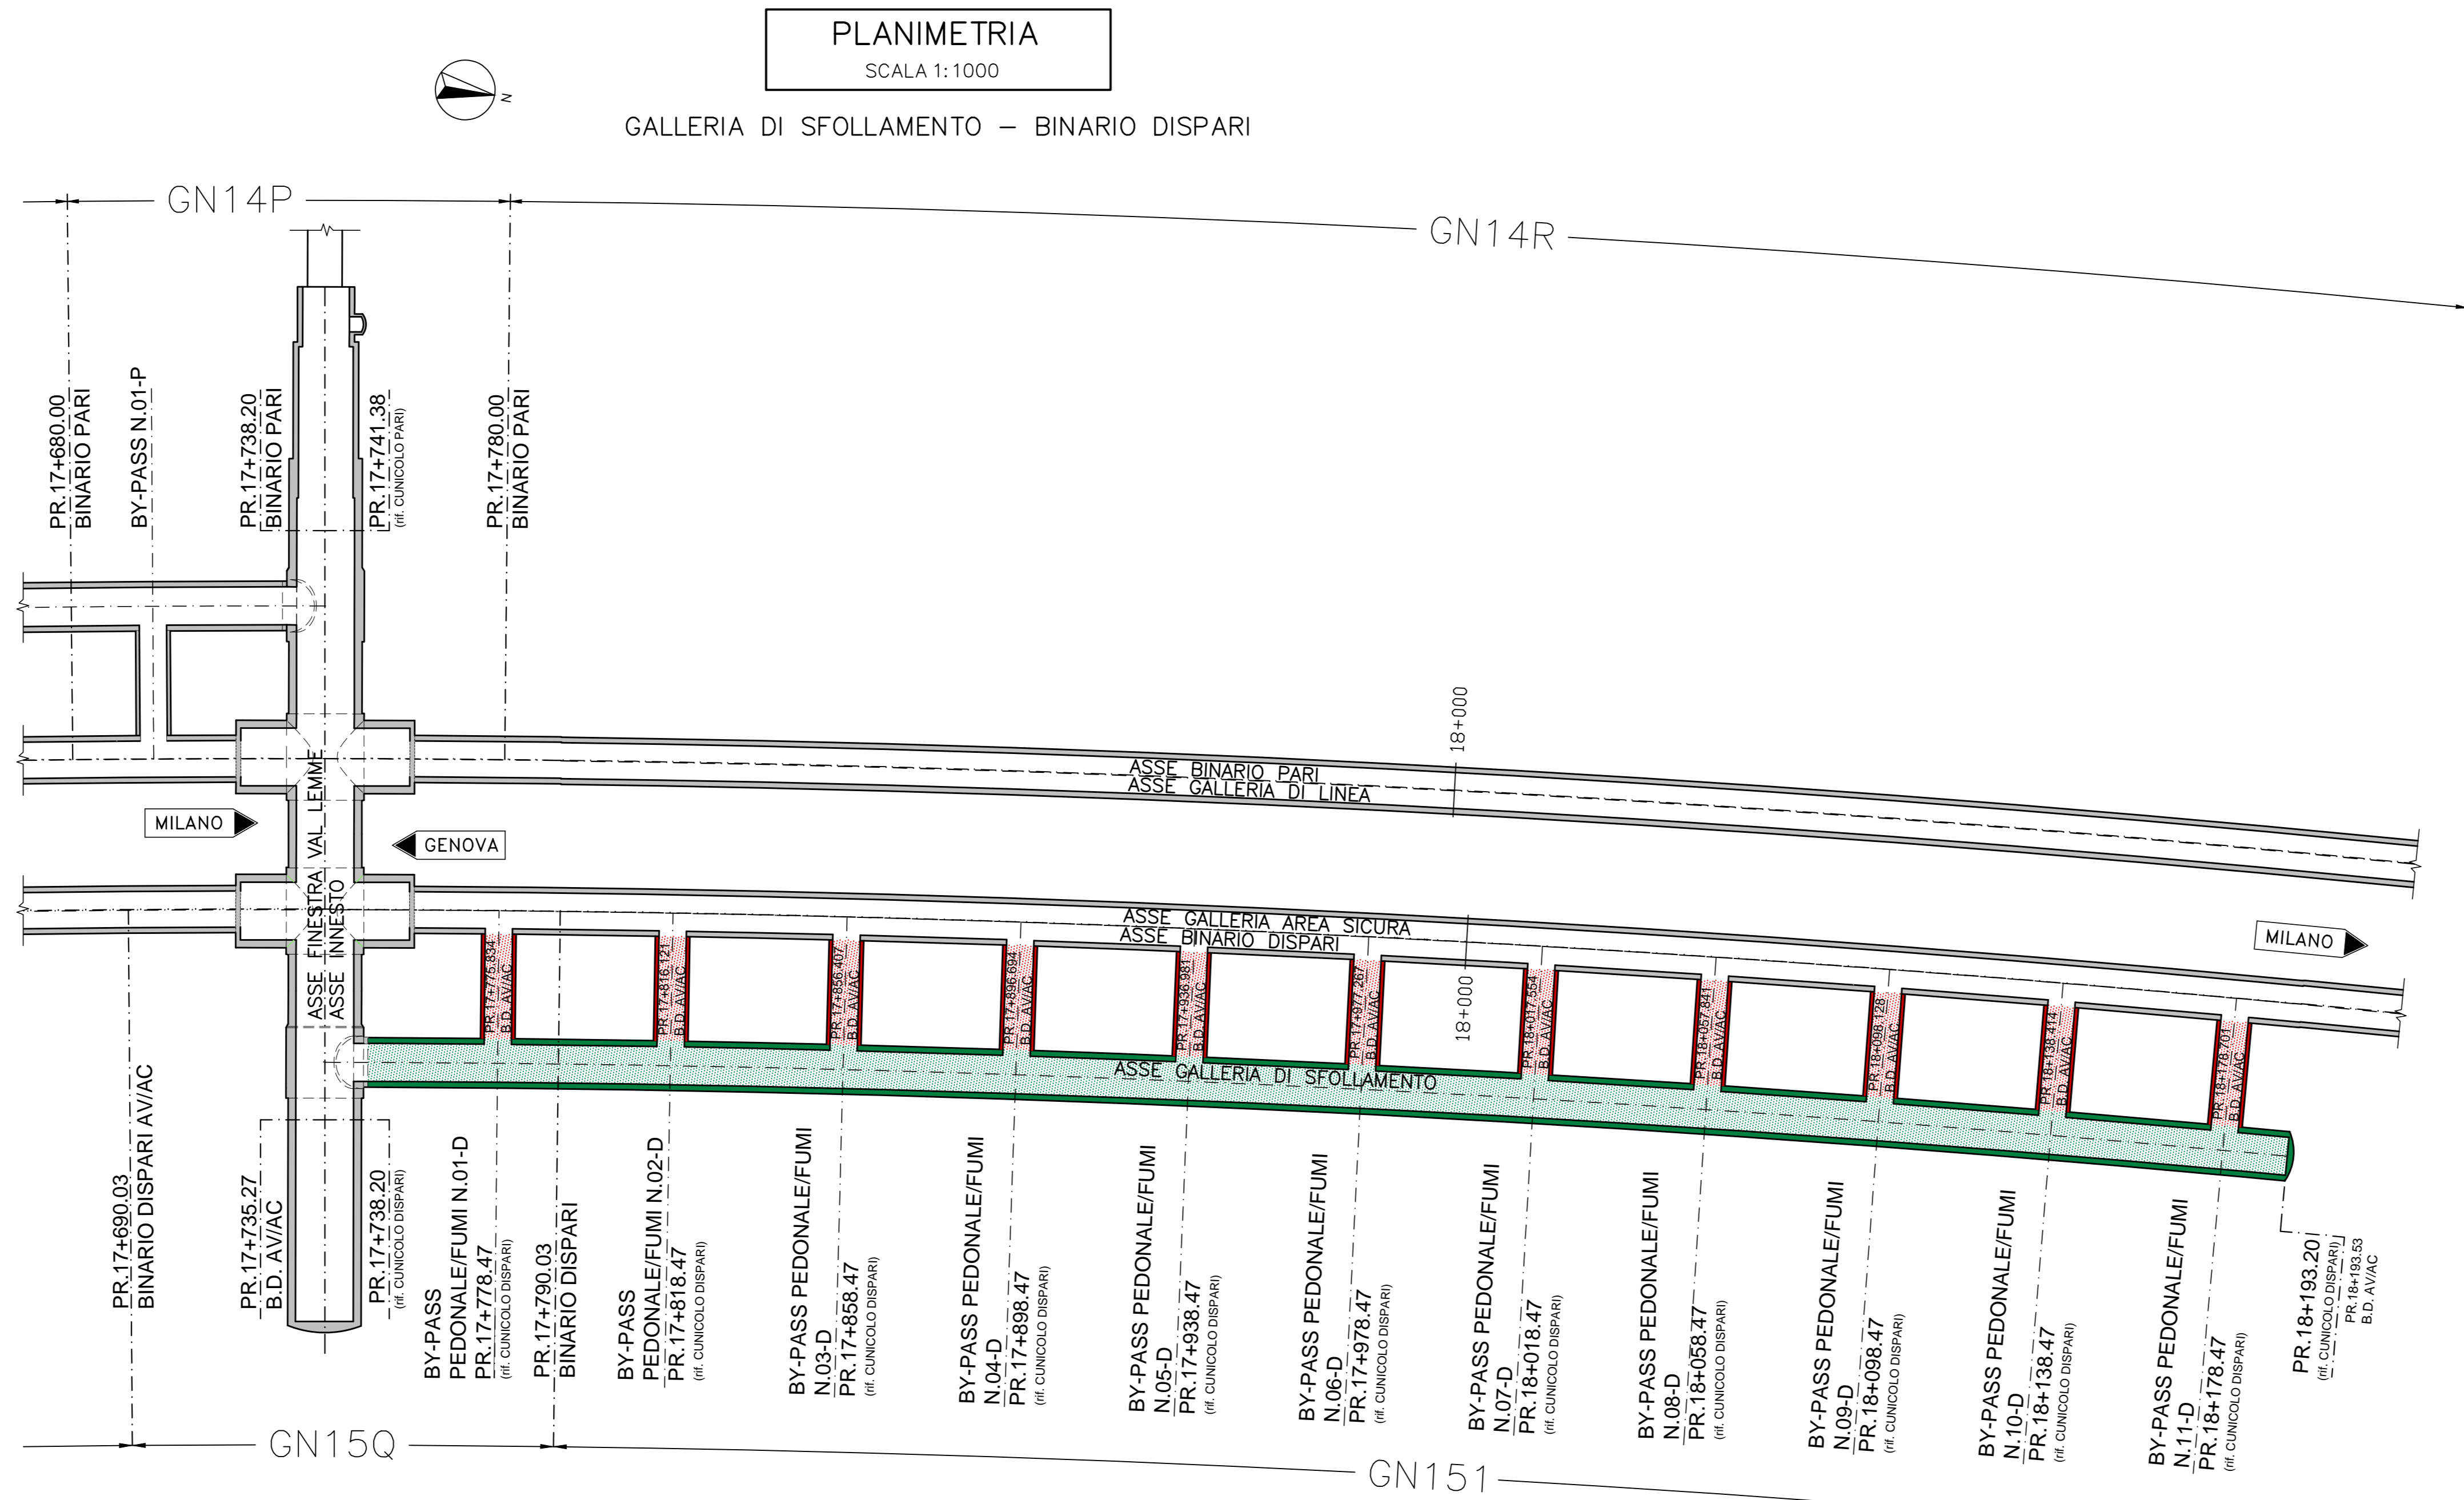 PLANIMETRIA
SCALA 1:1000
N
GALLERIA DI SFOLLAMENTO – BINARIO DISPARI
GN14P
GN14R
PR.17+680.00
BINARIO PARI
BY-PASS N.01-P
PR.17+738.20
BINARIO PARI
PR.17+741.38
(rif. CUNICOLO PARI)
PR.17+780.00
BINARIO PARI
18+000
ASSE BINARIO PARI
ASSE GALLERIA DI LINEA
MILANO
GENOVA
ASSE FINESTRA VAL LEMME
ASSE INNESTO
ASSE GALLERIA AREA SICURA
ASSE BINARIO DISPARI
MILANO
18+000
PR.17+775.834
B.D. AV/AC
PR.17+816.121
B.D. AV/AC
PR.17+856.407
B.D. AV/AC
PR.17+896.694
B.D. AV/AC
PR.17+936.981
B.D. AV/AC
PR.17+977.267
B.D. AV/AC
PR.18+017.554
B.D. AV/AC
PR.18+057.841
B.D. AV/AC
PR.18+098.128
B.D. AV/AC
PR.18+138.414
B.D. AV/AC
PR.18+178.701
B.D. AV/AC
ASSE GALLERIA DI SFOLLAMENTO
PR.17+690.03
BINARIO DISPARI AV/AC
PR.17+735.27
B.D. AV/AC
PR.17+738.20
(rif. CUNICOLO DISPARI)
BY-PASS
PEDONALE/FUMI N.01-D
PR.17+778.47
(rif. CUNICOLO DISPARI)
PR.17+790.03
BINARIO DISPARI
BY-PASS
PEDONALE/FUMI N.02-D
PR.17+818.47
(rif. CUNICOLO DISPARI)
BY-PASS PEDONALE/FUMI
N.03-D
PR.17+858.47
(rif. CUNICOLO DISPARI)
BY-PASS PEDONALE/FUMI
N.04-D
PR.17+898.47
(rif. CUNICOLO DISPARI)
BY-PASS PEDONALE/FUMI
N.05-D
PR.17+938.47
(rif. CUNICOLO DISPARI)
BY-PASS PEDONALE/FUMI
N.06-D
PR.17+978.47
(rif. CUNICOLO DISPARI)
BY-PASS PEDONALE/FUMI
N.07-D
PR.18+018.47
(rif. CUNICOLO DISPARI)
BY-PASS PEDONALE/FUMI
N.08-D
PR.18+058.47
(rif. CUNICOLO DISPARI)
BY-PASS PEDONALE/FUMI
N.09-D
PR.18+098.47
(rif. CUNICOLO DISPARI)
BY-PASS PEDONALE/FUMI
N.10-D
PR.18+138.47
(rif. CUNICOLO DISPARI)
BY-PASS PEDONALE/FUMI
N.11-D
PR.18+178.47
(rif. CUNICOLO DISPARI)
PR.18+193.20
(rif. CUNICOLO DISPARI)
PR.18+193.53
B.D. AV/AC
GN15Q
GN151